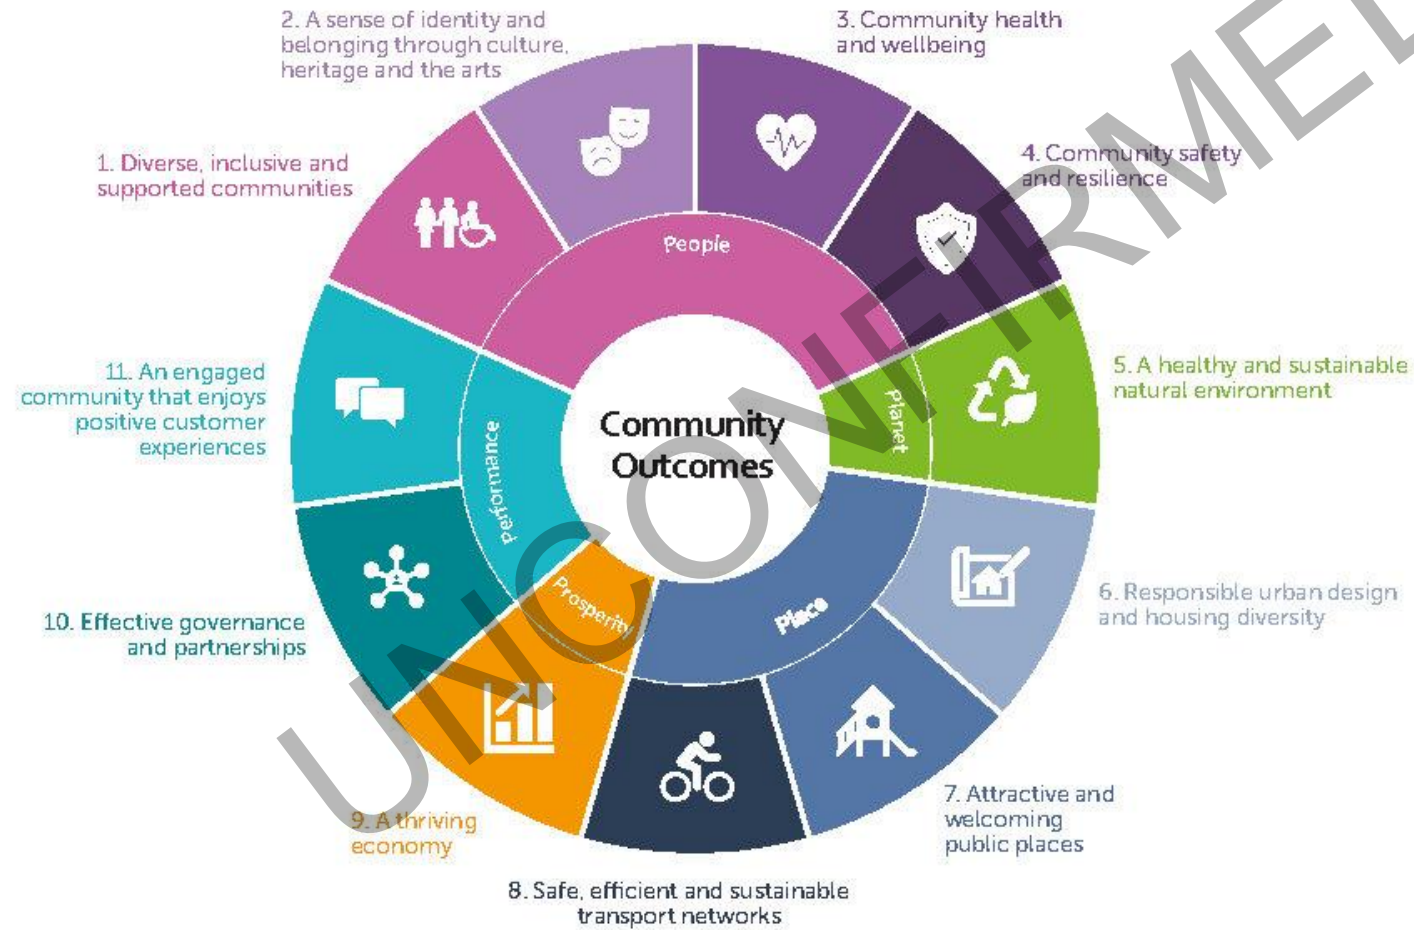 2. A sense of identity and
belonging through culture,
heritage and the arts
3. Community health
and wellbeing
1. Diverse, inclusive and
supported communities
4. Community safety
and resilience
People
11. An engaged
community that enjoys
positive customer
experiences
5. A healthy and sustainable
natural environment
Planet
Community
Outcomes
Performance
10. Effective governance
and partnerships
Prosperity
Place
6. Responsible urban design
and housing diversity
9. A thriving
economy
7. Attractive and
welcoming
public places
8. Safe, efficient and sustainable
transport networks
UNCONFIRMED